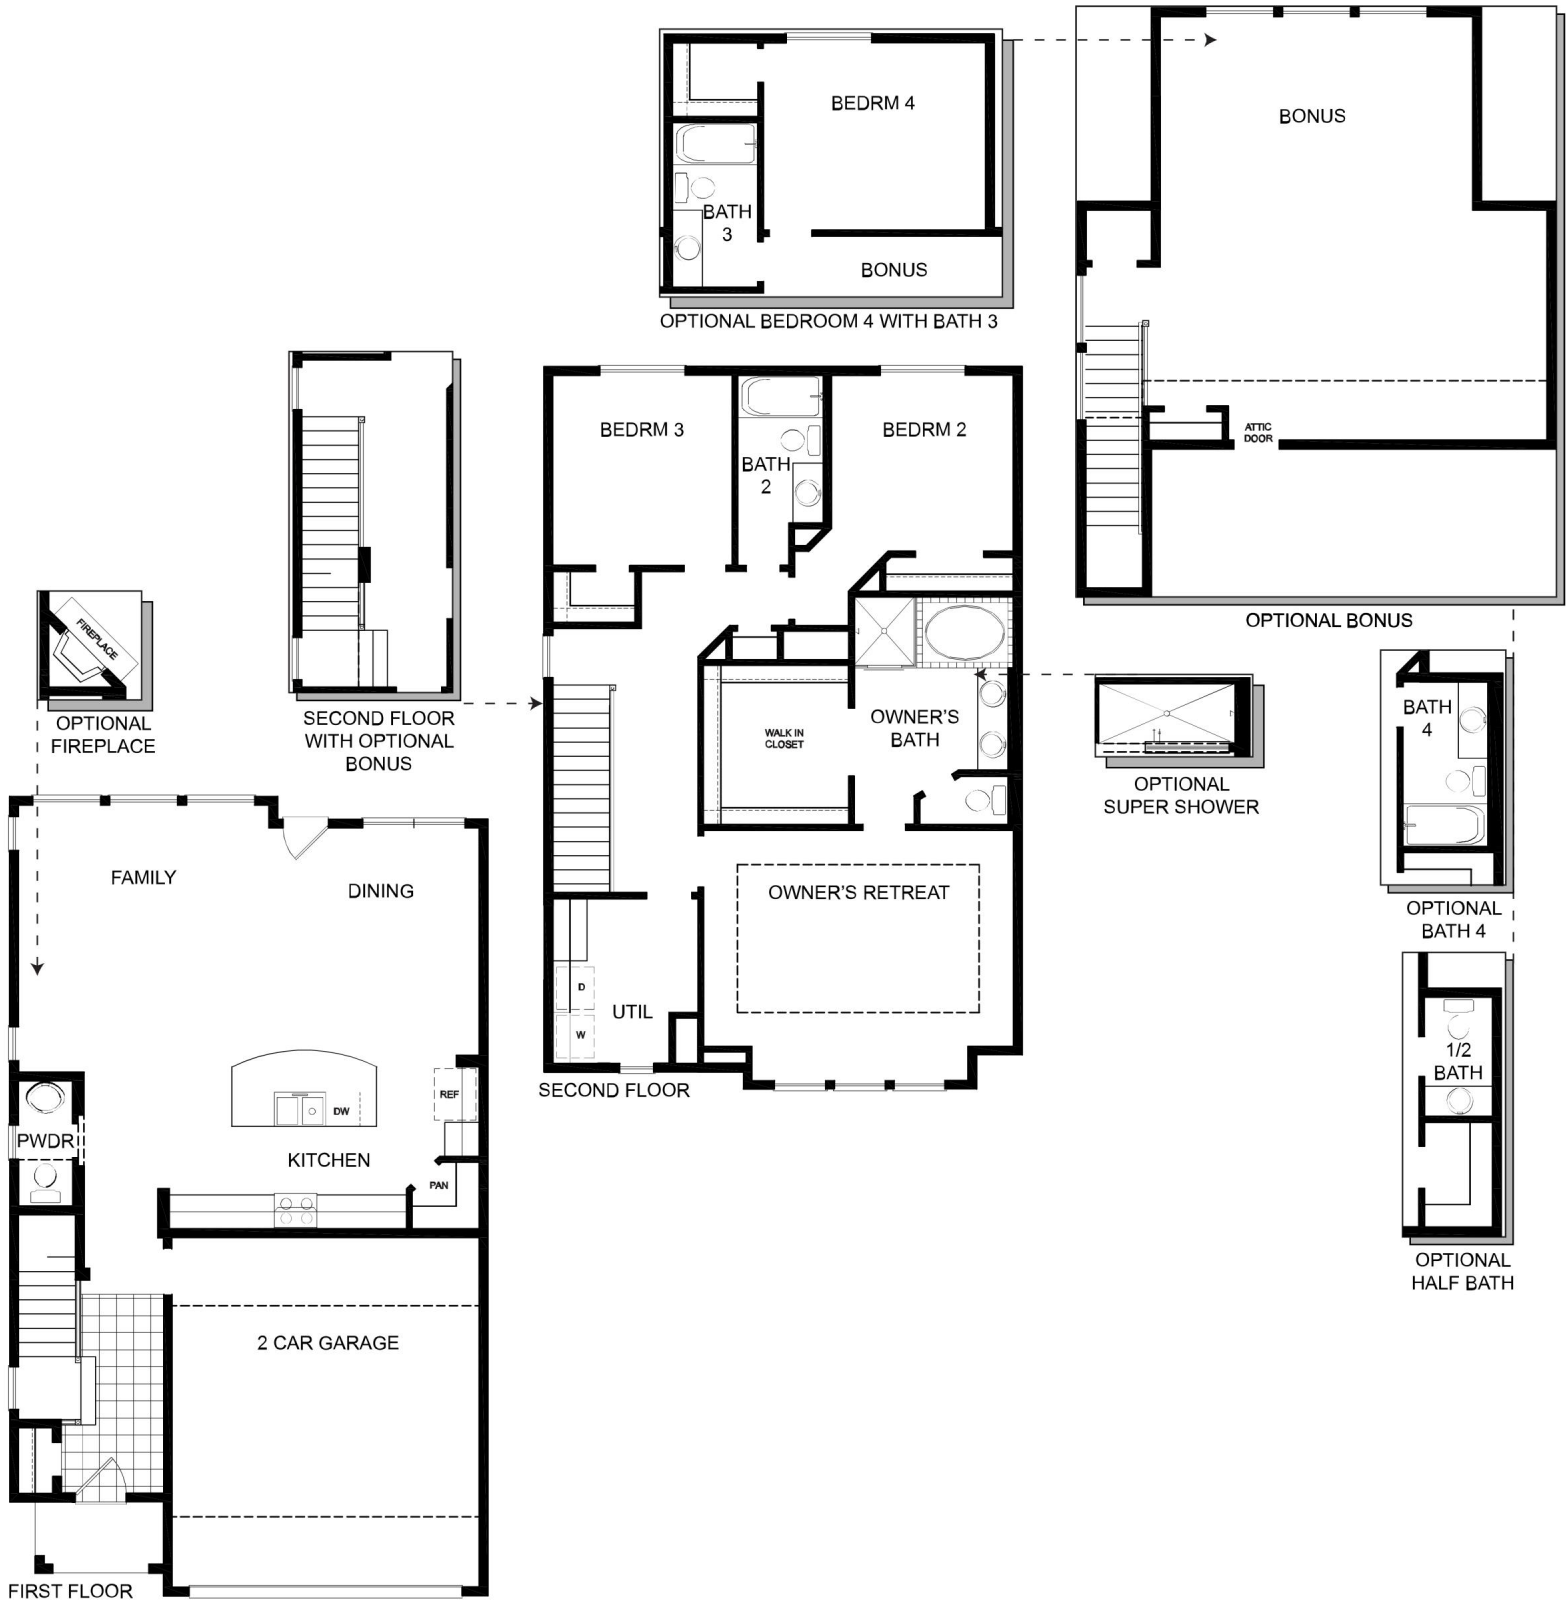 BEDRM 4
BATH
3
BONUS
OPTIONAL BEDROOM 4 WITH BATH 3
BONUS
ATTIC
DOOR
OPTIONAL BONUS
BEDRM 3
BATH
2
BEDRM 2
WALK IN
CLOSET
OWNER'S
BATH
OWNER'S RETREAT
D
W
UTIL
SECOND FLOOR
SECOND FLOOR
WITH OPTIONAL
BONUS
FIREPLACE
OPTIONAL
FIREPLACE
OPTIONAL
SUPER SHOWER
BATH
4
OPTIONAL
BATH 4
1/2
BATH
OPTIONAL
HALF BATH
FAMILY
DINING
REF
DW
PWDR
KITCHEN
PAN
2 CAR GARAGE
FIRST FLOOR